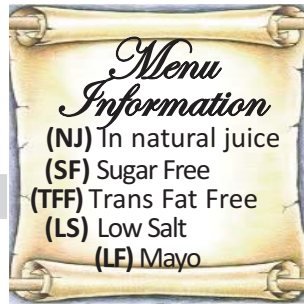 Menu
Information
(NJ) In natural juice
(SF) Sugar Free
(TFF) Trans Fat Free
(LS) Low Salt
(LF) Mayo